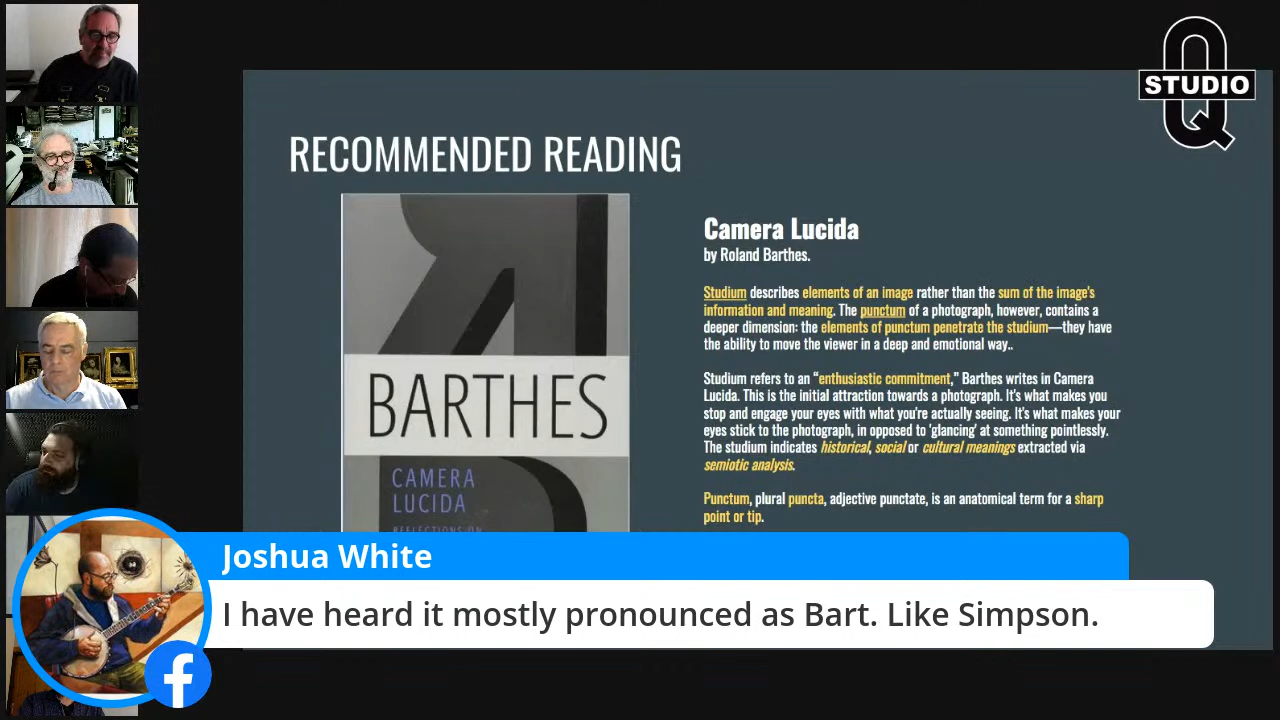 STUDIO
Q
RECOMMENDED READING
BARTHES
CAMERA
LUCIDA
REFLECTIONS ON
Camera Lucida
by Roland Barthes.
Studium describes elements of an image rather than the sum of the image's
information and meaning. The punctum of a photograph, however, contains a
deeper dimension: the elements of punctum penetrate the studium—they have
the ability to move the viewer in a deep and emotional way..
Studium refers to an “enthusiastic commitment,” Barthes writes in Camera
Lucida. This is the initial attraction towards a photograph. It's what makes you
stop and engage your eyes with what you're actually seeing. It's what makes your
eyes stick to the photograph, in opposed to 'glancing' at something pointlessly.
The studium indicates historical, social or cultural meanings extracted via
semiotic analysis.
Punctum, plural puncta, adjective punctate, is an anatomical term for a sharp
point or tip.
Joshua White
I have heard it mostly pronounced as Bart. Like Simpson.